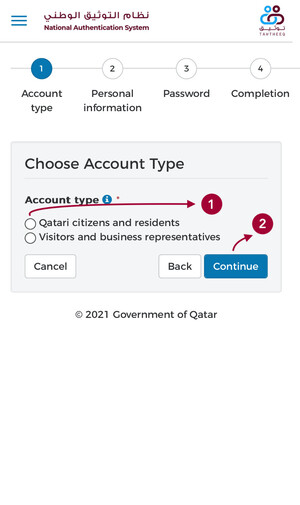 نظام التوثيق الوطني
National Authentication System
توثيق
TAWTHEEQ
1
2
3
4
Account type
Personal information
Password
Completion
Choose Account Type
Account type i *
1
Qatari citizens and residents
Visitors and business representatives
2
Cancel
Back
Continue
© 2021 Government of Qatar